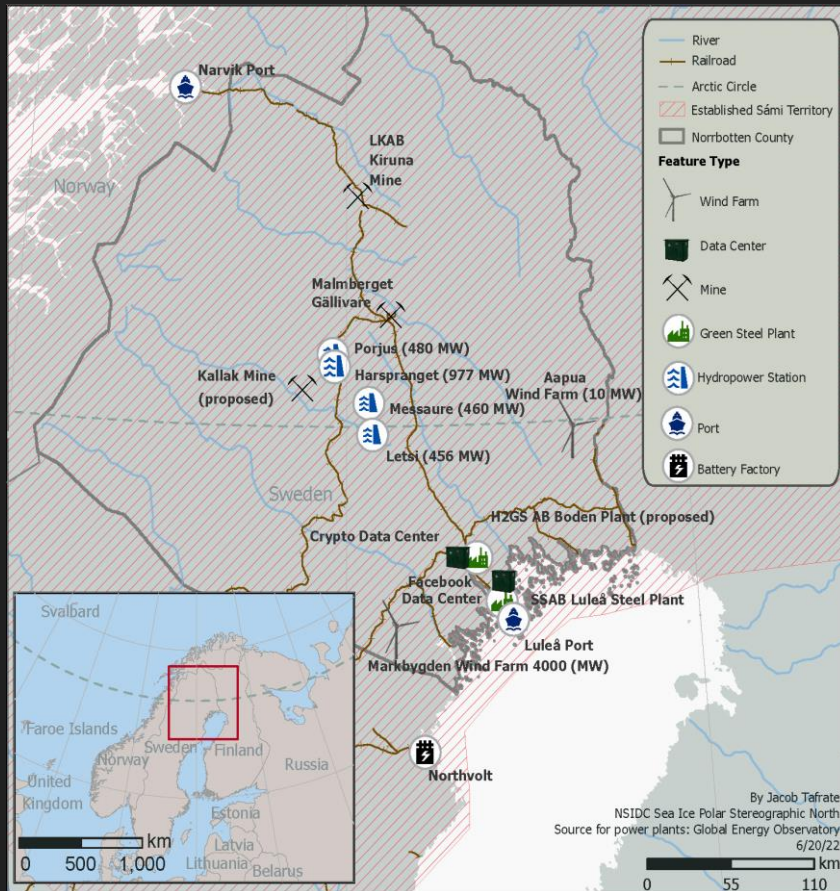 Narvik Port
LKAB
Kiruna
Mine
Norway
Malmberget
Gällivare
Porjus (480 MW)
Harspranget (977 MW)
Kallak Mine
(proposed)
Messaure (460 MW)
Aapua
Wind Farm (10 MW)
Letsi (456 MW)
Sweden
H2GS AB Boden Plant (proposed)
Crypto Data Center
Facebook
Data Center
SSAB Luleå Steel Plant
Luleå Port
Markbygden Wind Farm 4000 (MW)
Northvolt
River
Railroad
Arctic Circle
Established Sámi Territory
Norrbotten County
Feature Type
Wind Farm
Data Center
Mine
Green Steel Plant
Hydropower Station
Port
Battery Factory
Svalbard
Faroe Islands
Sweden
Finland
Norway
Russia
United
Kingdom
Estonia
Latvia
Lithuania
Belarus
km
0 500 1,000
By Jacob Tafrate
NSIDC Sea Ice Polar Stereographic North
Source for power plants: Global Energy Observatory
6/20/22
km
0 55 110